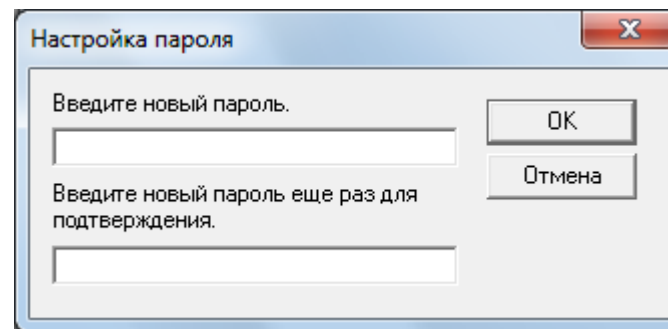 Настройка пароля
Введите новый пароль.
OK
Отмена
Введите новый пароль еще раз для
подтверждения.